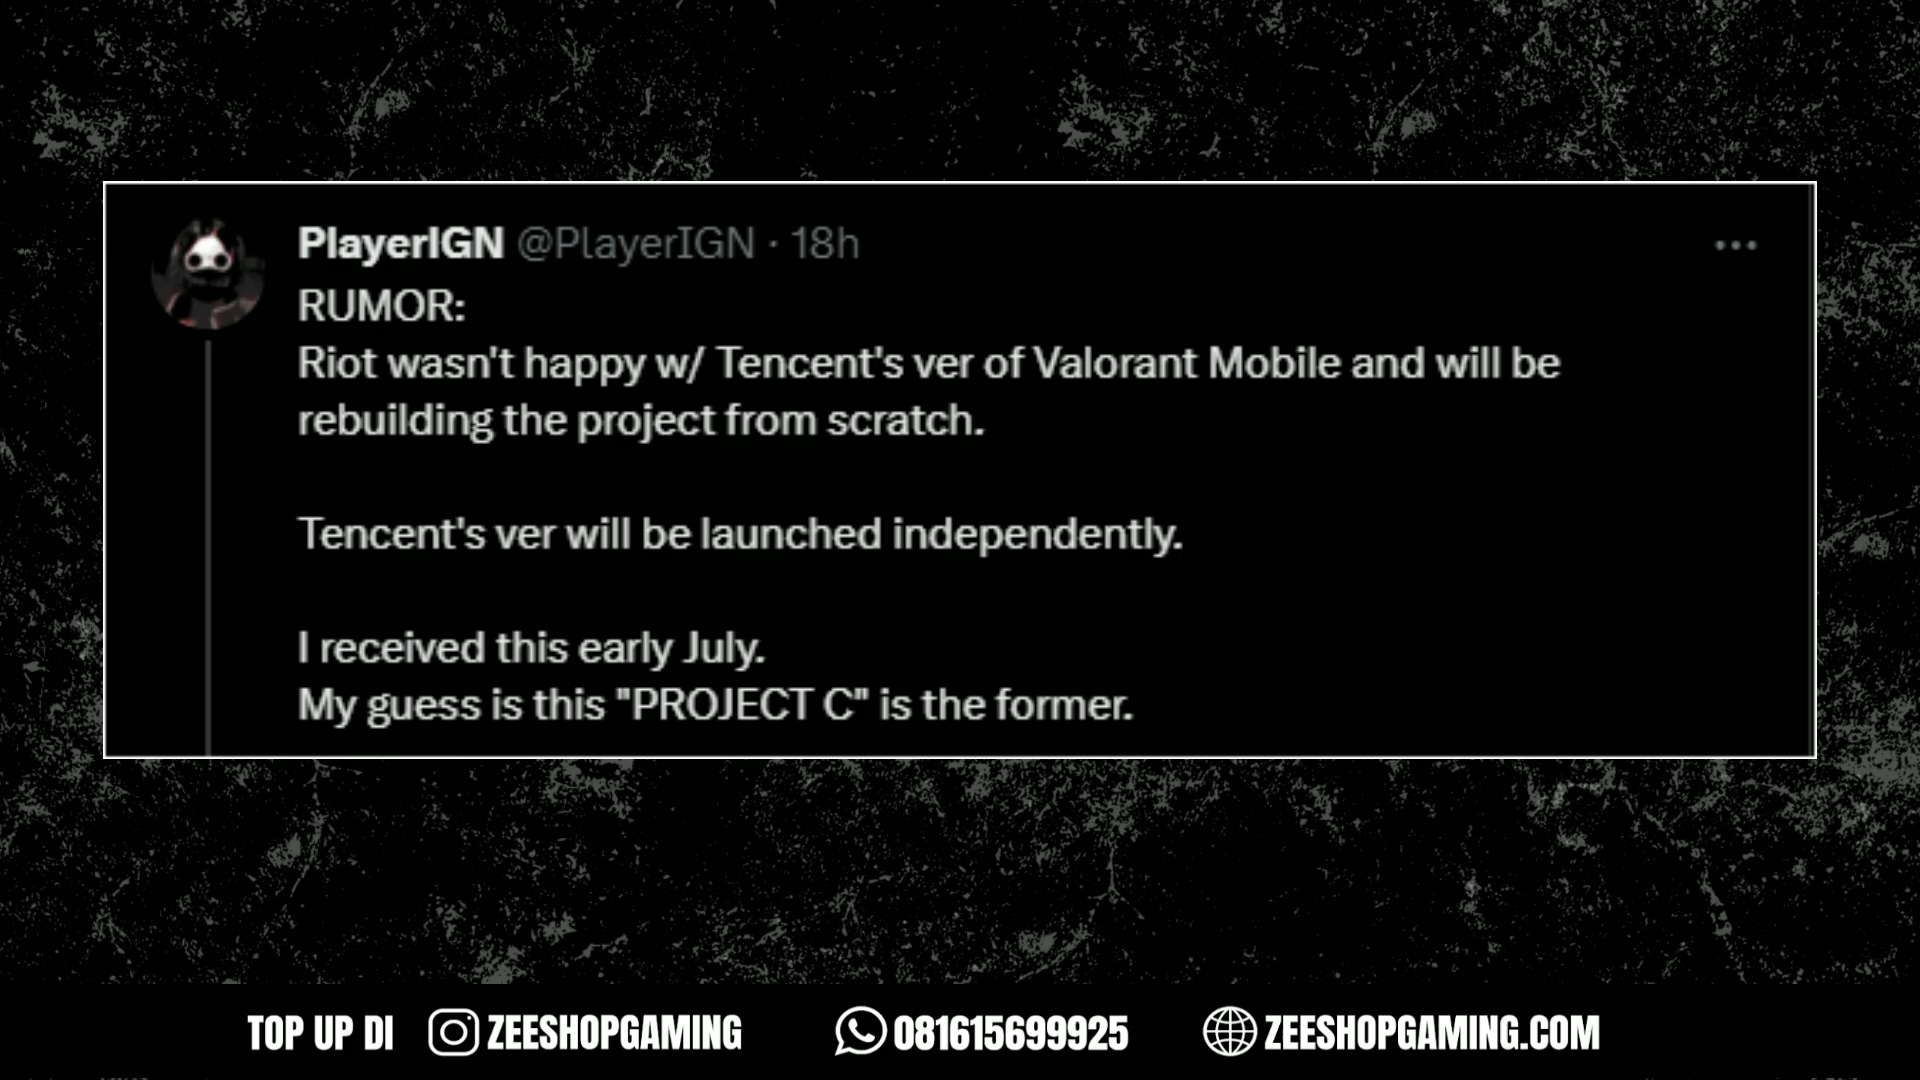 PlayerIGN @PlayerIGN · 18h
RUMOR:
Riot wasn't happy w/ Tencent's ver of Valorant Mobile and will be
rebuilding the project from scratch.
Tencent's ver will be launched independently.
I received this early July.
My guess is this "PROJECT C" is the former.
TOP UP DI ZEESHOPGAMING 081615699925 ZEESHOPGAMING.COM